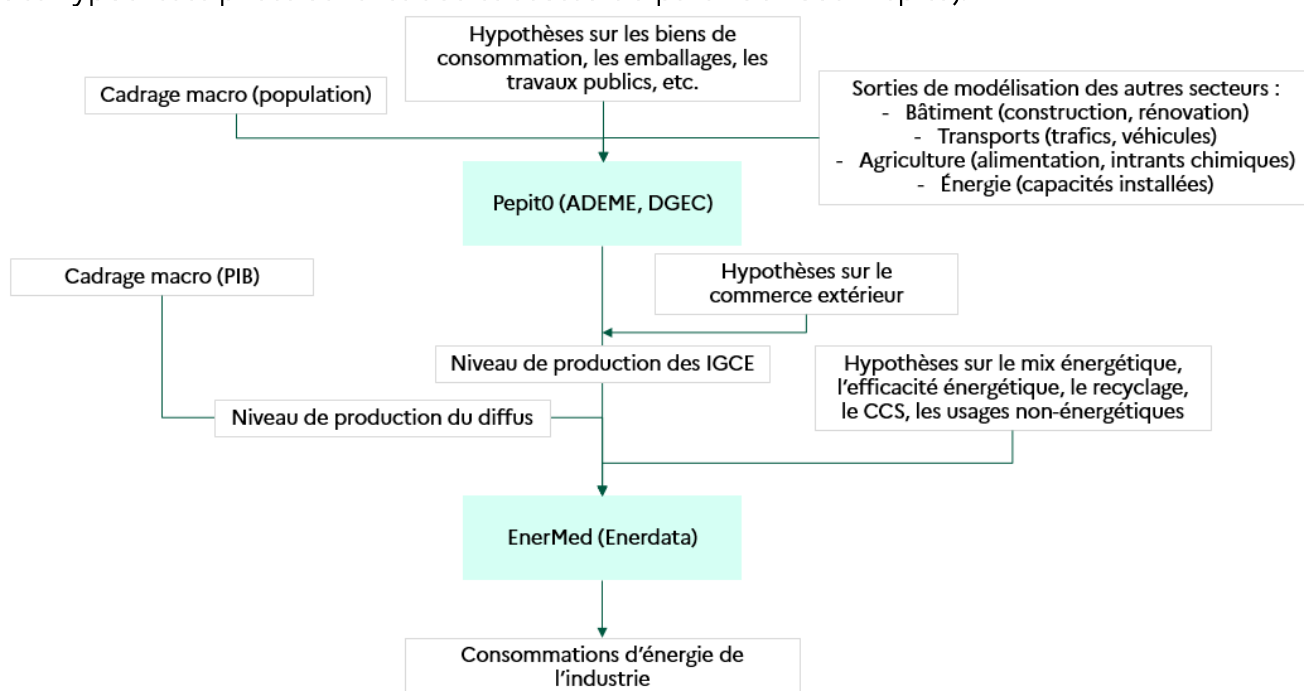 Hypothèses sur les biens de
consommation, les emballages, les
travaux publics, etc.
Cadrage macro (population)
Sorties de modélisation des autres secteurs :
- Bâtiment (construction, rénovation)
- Transports (trafics, véhicules)
- Agriculture (alimentation, intrants chimiques)
- Énergie (capacités installées)
Pepit0 (ADEME, DGEC)
Cadrage macro (PIB)
Hypothèses sur le
commerce extérieur
Niveau de production des IGCE
Hypothèses sur le mix énergétique,
l'efficacité énergétique, le recyclage,
le CCS, les usages non-énergétiques
Niveau de production du diffus
EnerMed (Enerdata)
Consommations d'énergie de
l'industrie